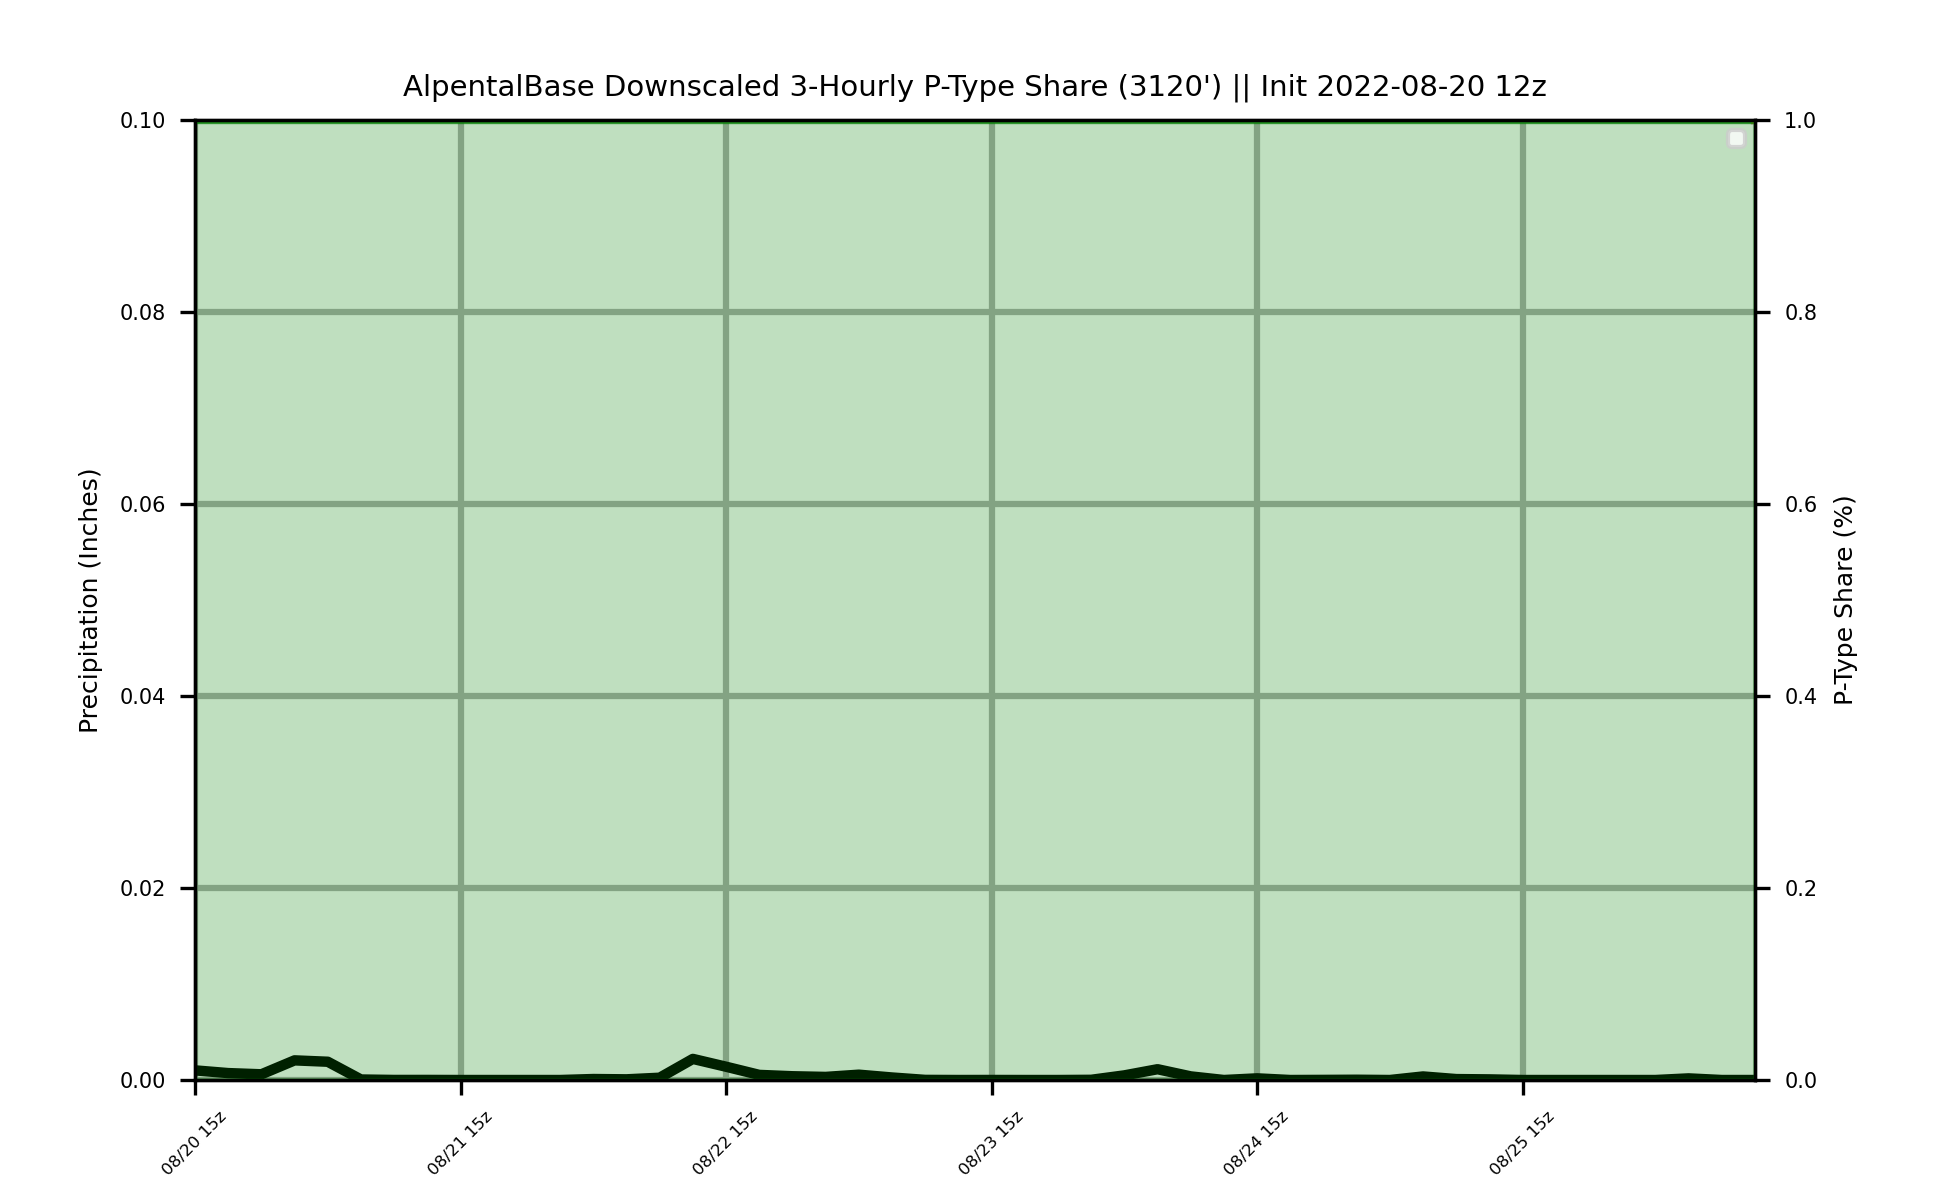 AlpentalBase Downscaled 3-Hourly P-Type Share (3120') || Init 2022-08-20 12z
0.10
0.08
0.06
0.04
0.02
0.00
Precipitation (Inches)
1.0
0.8
0.6
0.4
0.2
0.0
P-Type Share (%)
08/20 15z
08/21 15z
08/22 15z
08/23 15z
08/24 15z
08/25 15z